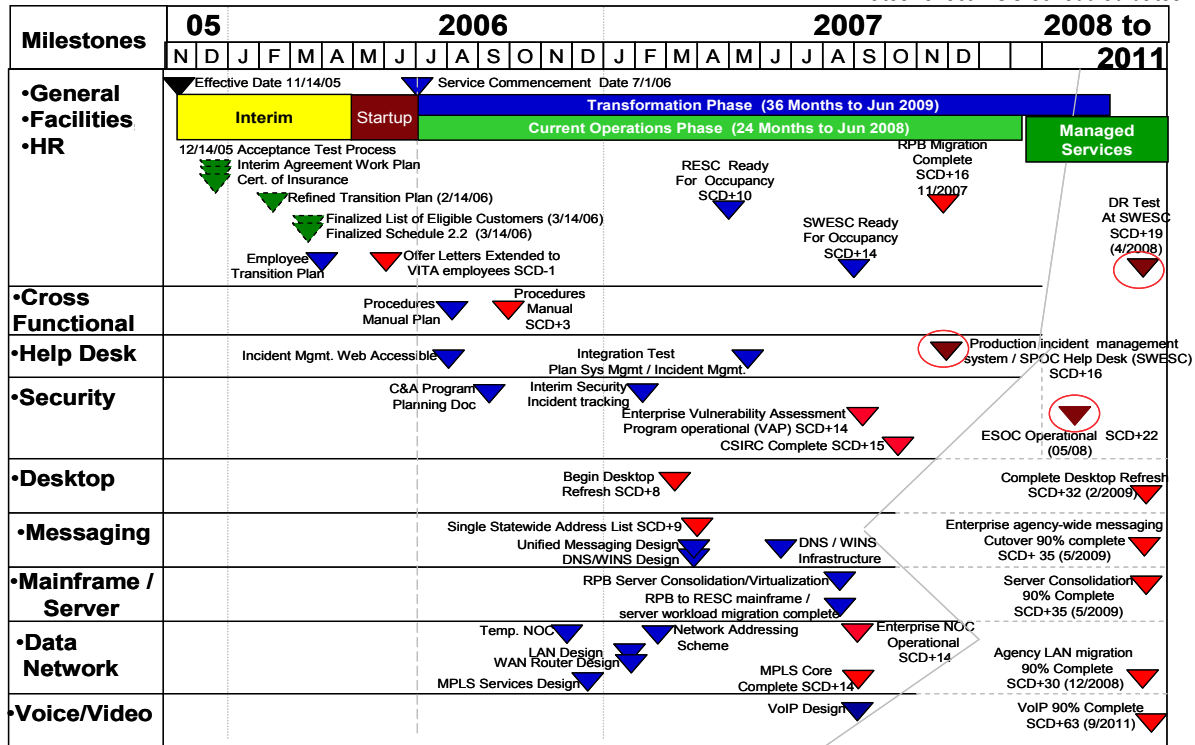 05 2006 2007 2008 to
Milestones
N D J F M A M J J A S O N D J F M A M J J A S O N D 2011
•General
•Facilities
•HR
Effective Date 11/14/05
Service Commencement Date 7/1/06
Transformation Phase (36 Months to Jun 2009)
Interim
Startup
Current Operations Phase (24 Months to Jun 2008)
Managed
Services
12/14/05 Acceptance Test Process
Interim Agreement Work Plan
Cert. of Insurance
Refined Transition Plan (2/14/06)
Finalized List of Eligible Customers (3/14/06)
Finalized Schedule 2.2 (3/14/06)
Employee
Transition Plan
Offer Letters Extended to
VITA employees SCD-1
RESC Ready
For Occupancy
SCD+10
SWESC Ready
For Occupancy
SCD+14
RPB Migration
Complete
SCD+16
11/2007
DR Test
At SWESC
SCD+19
(4/2008)
•Cross
Functional
Procedures
Manual Plan
Procedures
Manual
SCD+3
•Help Desk
Incident Mgmt. Web Accessible
Integration Test
Plan Sys Mgmt / Incident Mgmt.
Production incident management
system / SPOC Help Desk (SWESC)
SCD+16
•Security
C&A Program
Planning Doc
Interim Security
Incident tracking
Enterprise Vulnerability Assessment
Program operational (VAP) SCD+14
CSIRC Complete SCD+15
ESOC Operational SCD+22
(05/08)
•Desktop
Begin Desktop
Refresh SCD+8
Complete Desktop Refresh
SCD+32 (2/2009)
•Messaging
Single Statewide Address List SCD+9
Unified Messaging Design
DNS/WINS Design
DNS / WINS
Infrastructure
Enterprise agency-wide messaging
Cutover 90% complete
SCD+ 35 (5/2009)
•Mainframe /
Server
RPB Server Consolidation/Virtualization
RPB to RESC mainframe /
server workload migration complete
Server Consolidation
90% Complete
SCD+35 (5/2009)
•Data
Network
Temp. NOC
LAN Design
WAN Router Design
MPLS Services Design
Network Addressing
Scheme
Enterprise NOC
Operational
SCD+14
MPLS Core
Complete SCD+14
Agency LAN migration
90% Complete
SCD+30 (12/2008)
•Voice/Video
VoIP Design
VoIP 90% Complete
SCD+63 (9/2011)